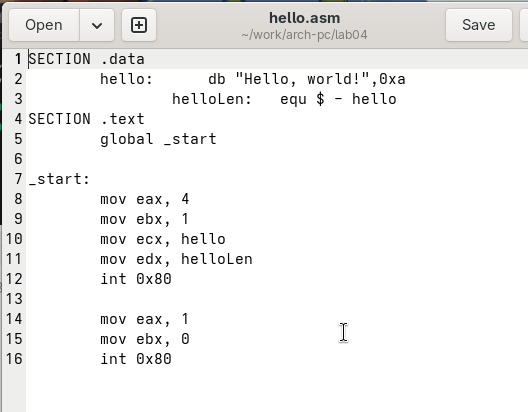 Open
hello.asm
~/work/arch-pc/lab04
Save
1 SECTION .data
2 hello: db "Hello, world!",0xa
3 helloLen: equ $ - hello
4 SECTION .text
5 global _start
6
7 _start:
8 mov eax, 4
9 mov ebx, 1
10 mov ecx, hello
11 mov edx, helloLen
12 int 0x80
13
14 mov eax, 1
15 mov ebx, 0
16 int 0x80